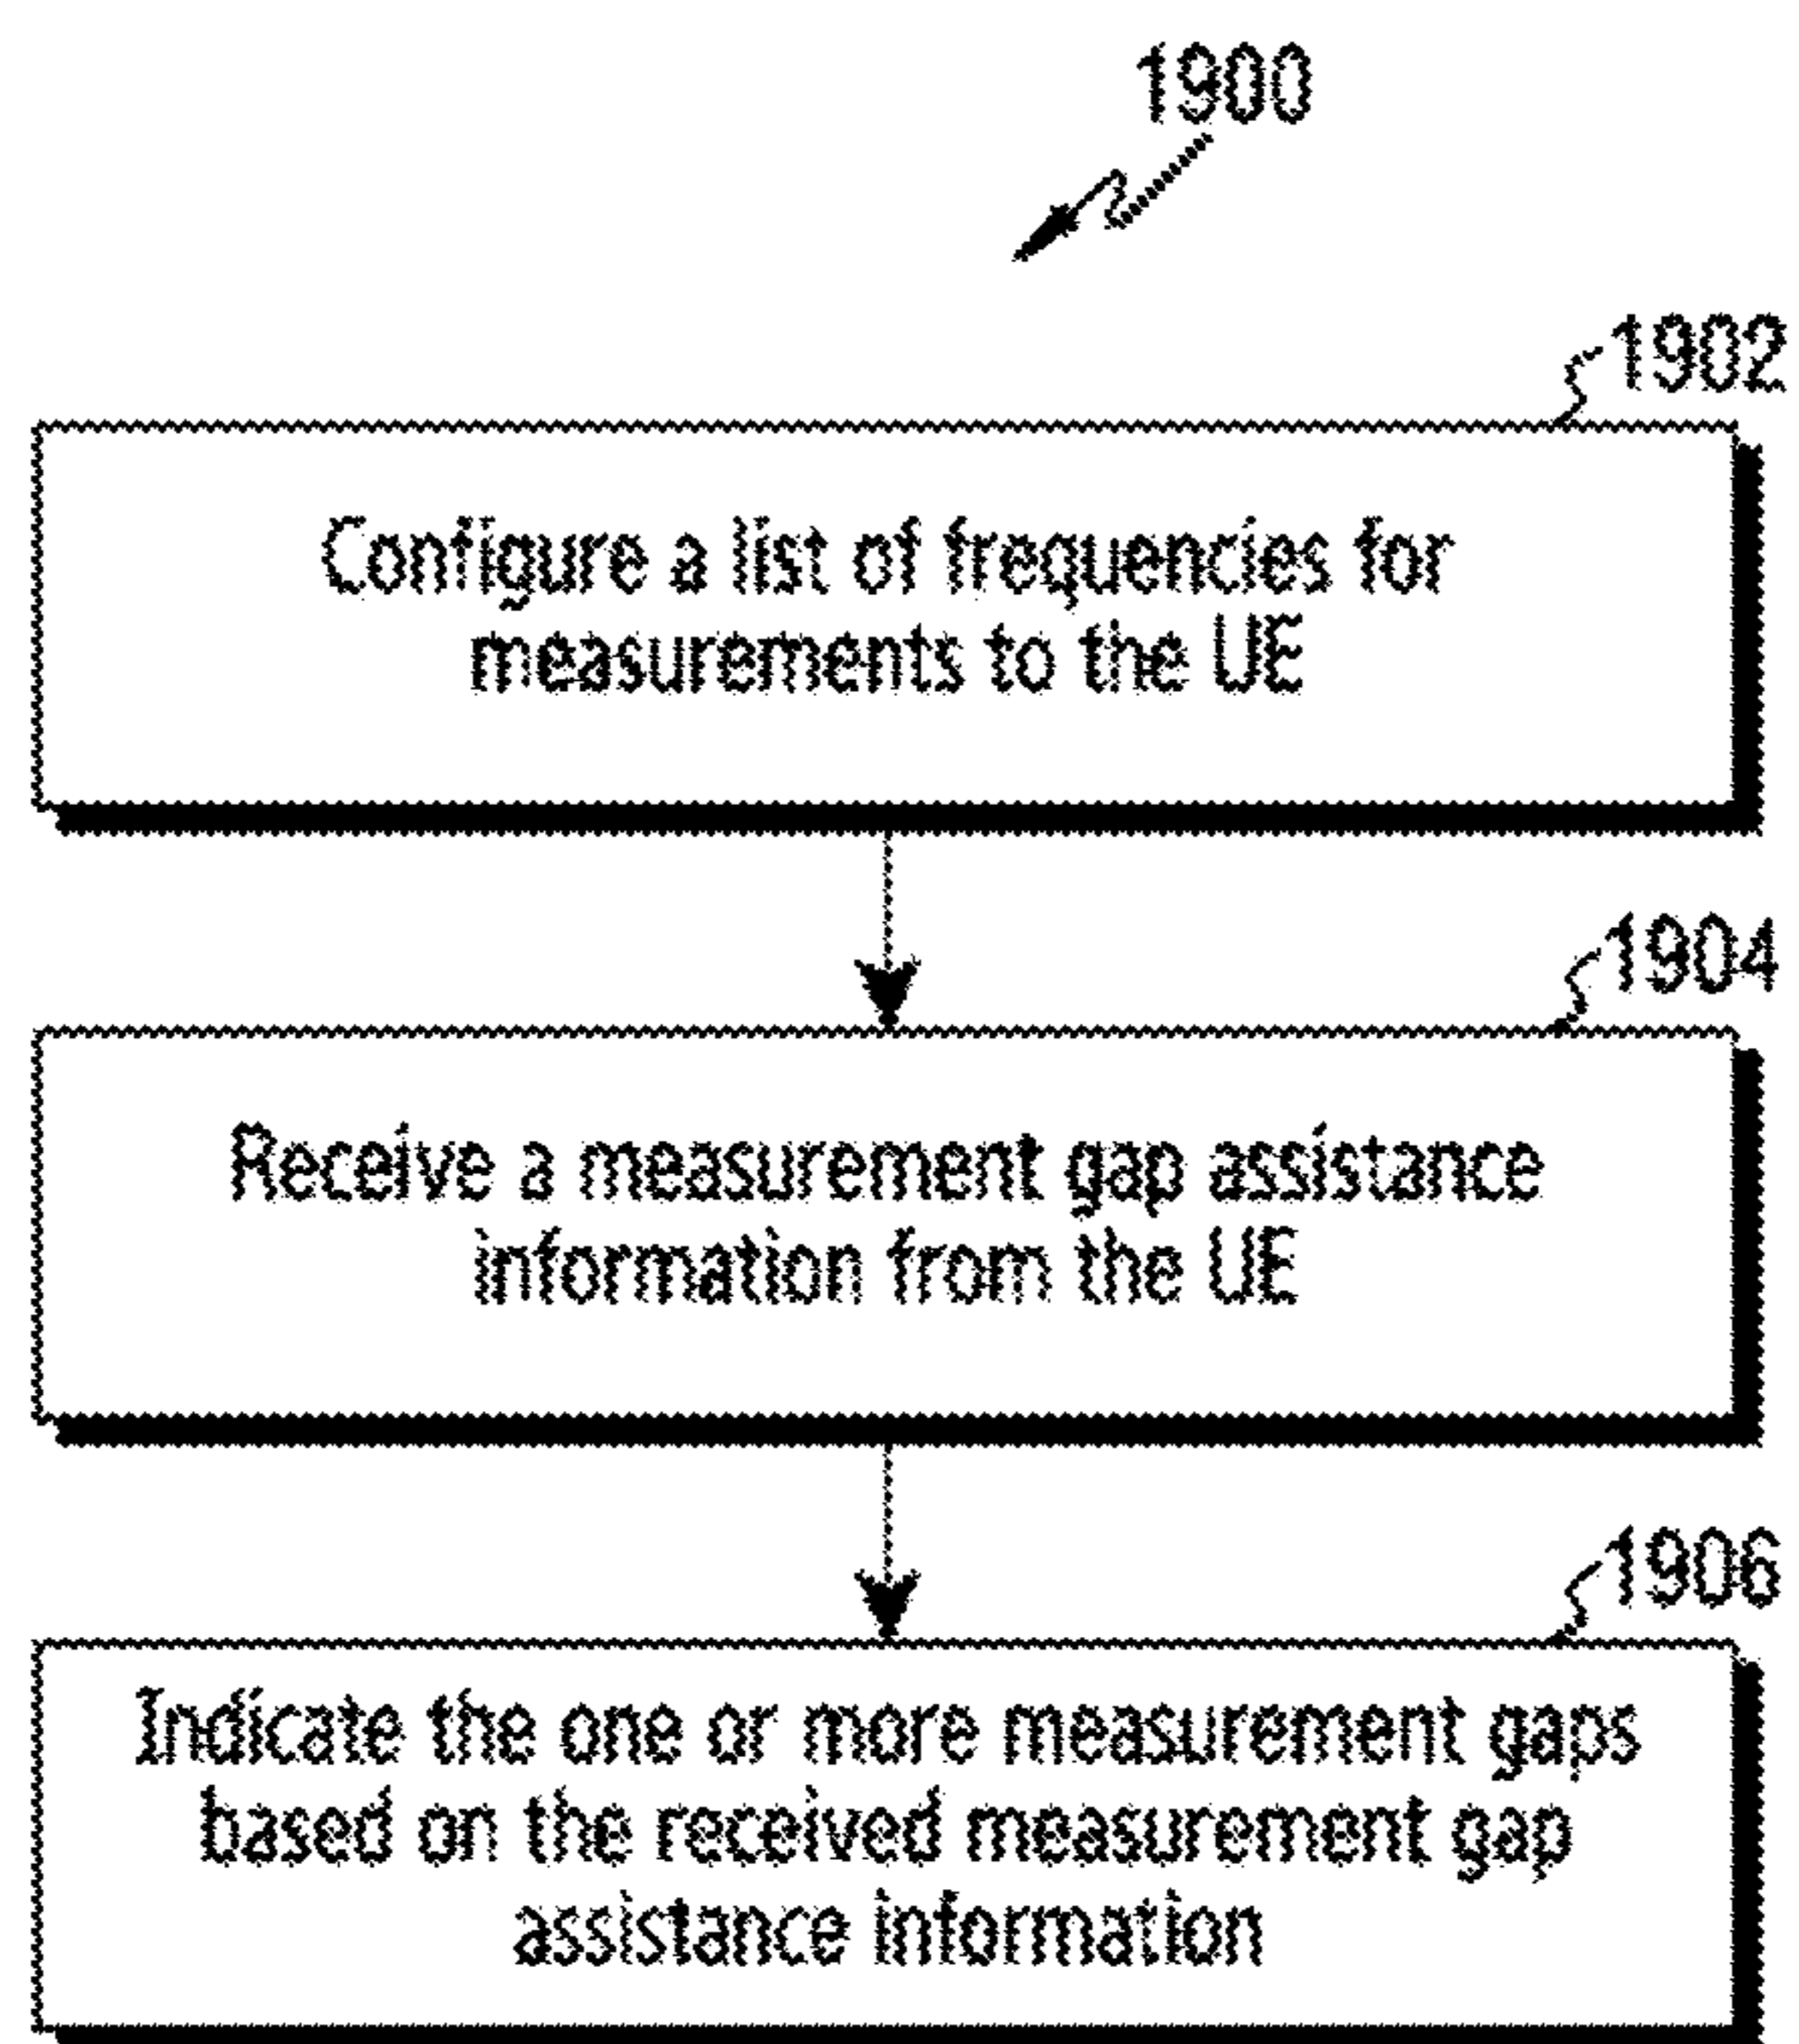 1900
1902
Configure a list of frequencies for
measurements to the UE
1904
Receive a measurement gap assistance
information from the UE
1906
Indicate the one or more measurement gaps
based on the received measurement gap
assistance information